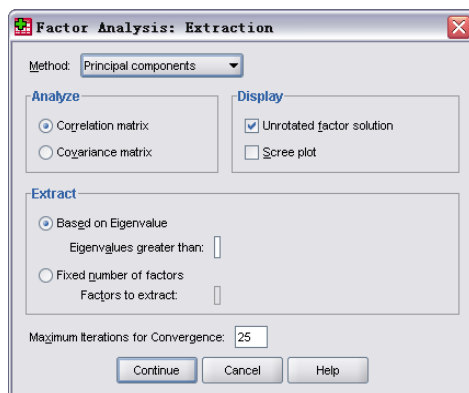 Factor Analysis: Extraction
Method: Principal components
Analyze
Correlation matrix
Covariance matrix
Display
Unrotated factor solution
Scree plot
Extract
Based on Eigenvalue
Eigenvalues greater than:
Fixed number of factors
Factors to extract:
Maximum Iterations for Convergence: 25
Continue Cancel Help